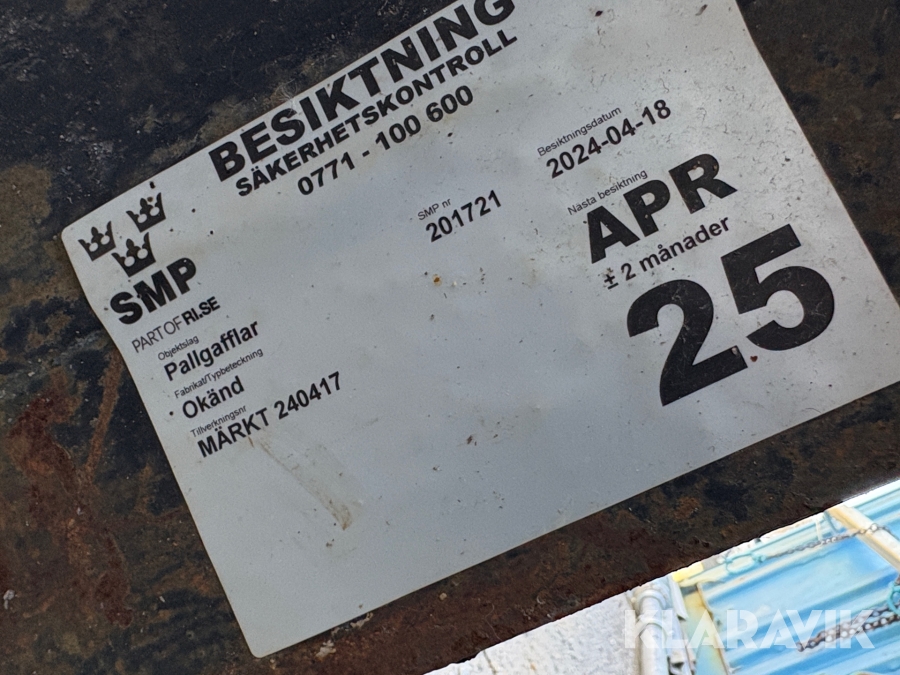 BESIKTNING
SÄKERHETSKONTROLL
0771 - 100 600
SMP
PART OF RI.SE
SMP nr
201721
Besiktningsdatum
2024-04-18
Nästa besiktning
APR
± 2 månader
25
Objektslag
Pallgafflar
Fabrikat/Typbeteckning
Okänd
Tillverkningsnr
MÄRKT 240417
KLARAVIK